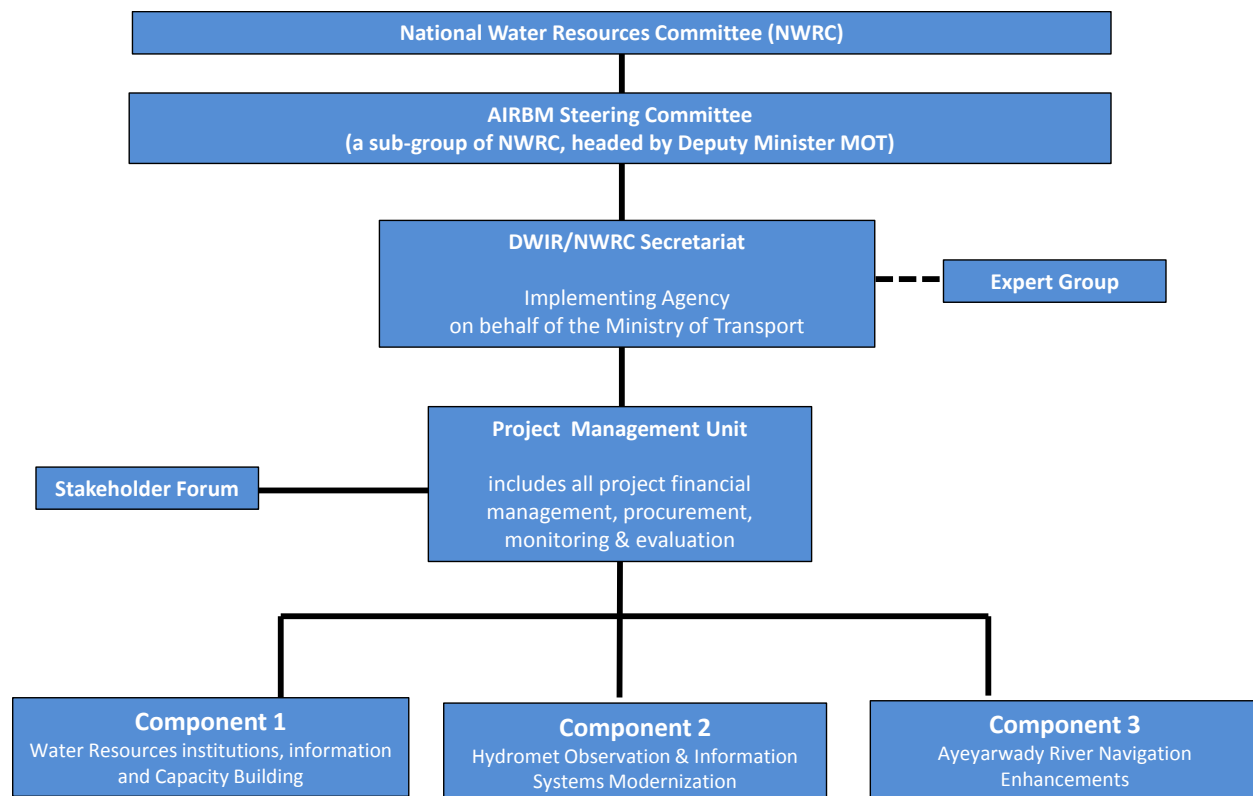 National Water Resources Committee (NWRC)
AIRBM Steering Committee
(a sub-group of NWRC, headed by Deputy Minister MOT)
DWIR/NWRC Secretariat
Implementing Agency
on behalf of the Ministry of Transport
Expert Group
Project Management Unit
includes all project financial
management, procurement,
monitoring & evaluation
Stakeholder Forum
Component 1
Water Resources institutions, information
and Capacity Building
Component 2
Hydromet Observation & Information
Systems Modernization
Component 3
Ayeyarwady River Navigation
Enhancements